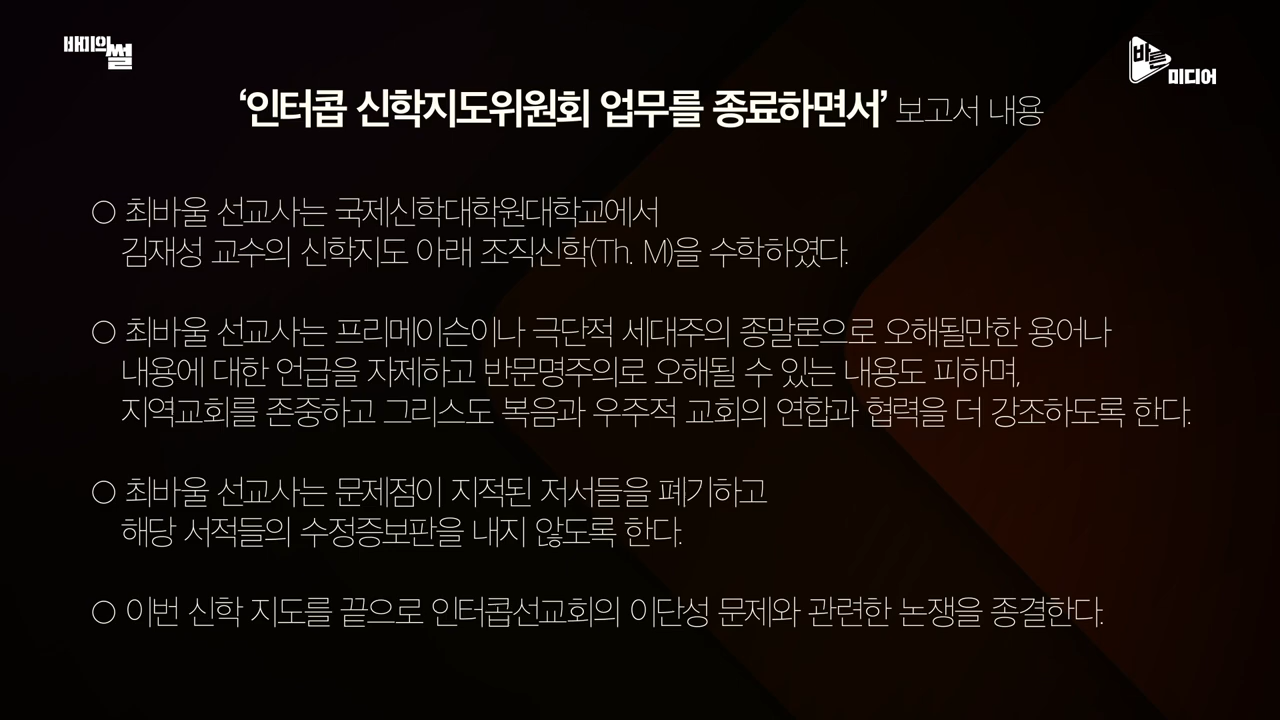 바미의썰
바른
미디어
‘인터콥 신학지도위원회 업무를 종료하면서’ 보고서 내용
○ 최바울 선교사는 국제신학대학원대학교에서
김재성 교수의 신학지도 아래 조직신학(Th. M)을 수학하였다.
○ 최바울 선교사는 프리메이슨이나 극단적 세대주의 종말론으로 오해될만한 용어나
내용에 대한 언급을 자제하고 반문명주의로 오해될 수 있는 내용도 피하며,
지역교회를 존중하고 그리스도 복음과 우주적 교회의 연합과 협력을 더 강조하도록 한다.
○ 최바울 선교사는 문제점이 지적된 저서들을 폐기하고
해당 서적들의 수정증보판을 내지 않도록 한다.
○ 이번 신학 지도를 끝으로 인터콥선교회의 이단성 문제와 관련한 논쟁을 종결한다.